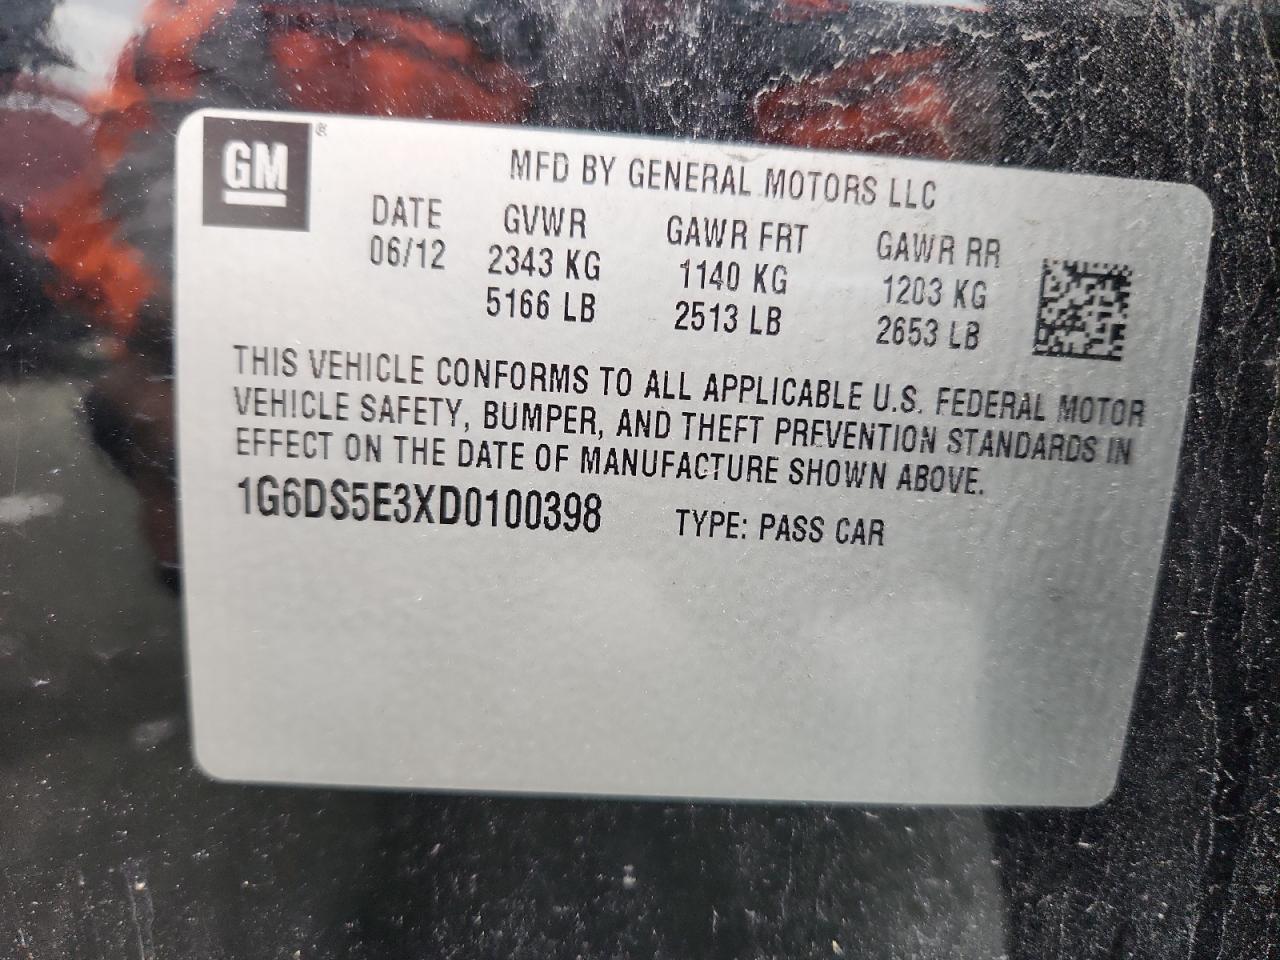 GM ®
MFD BY GENERAL MOTORS LLC
DATE GVWR GAWR FRT GAWR RR
06/12 2343 KG 1140 KG 1203 KG
5166 LB 2513 LB 2653 LB
THIS VEHICLE CONFORMS TO ALL APPLICABLE U.S. FEDERAL MOTOR
VEHICLE SAFETY, BUMPER, AND THEFT PREVENTION STANDARDS IN
EFFECT ON THE DATE OF MANUFACTURE SHOWN ABOVE.
1G6DS5E3XD0100398 TYPE: PASS CAR